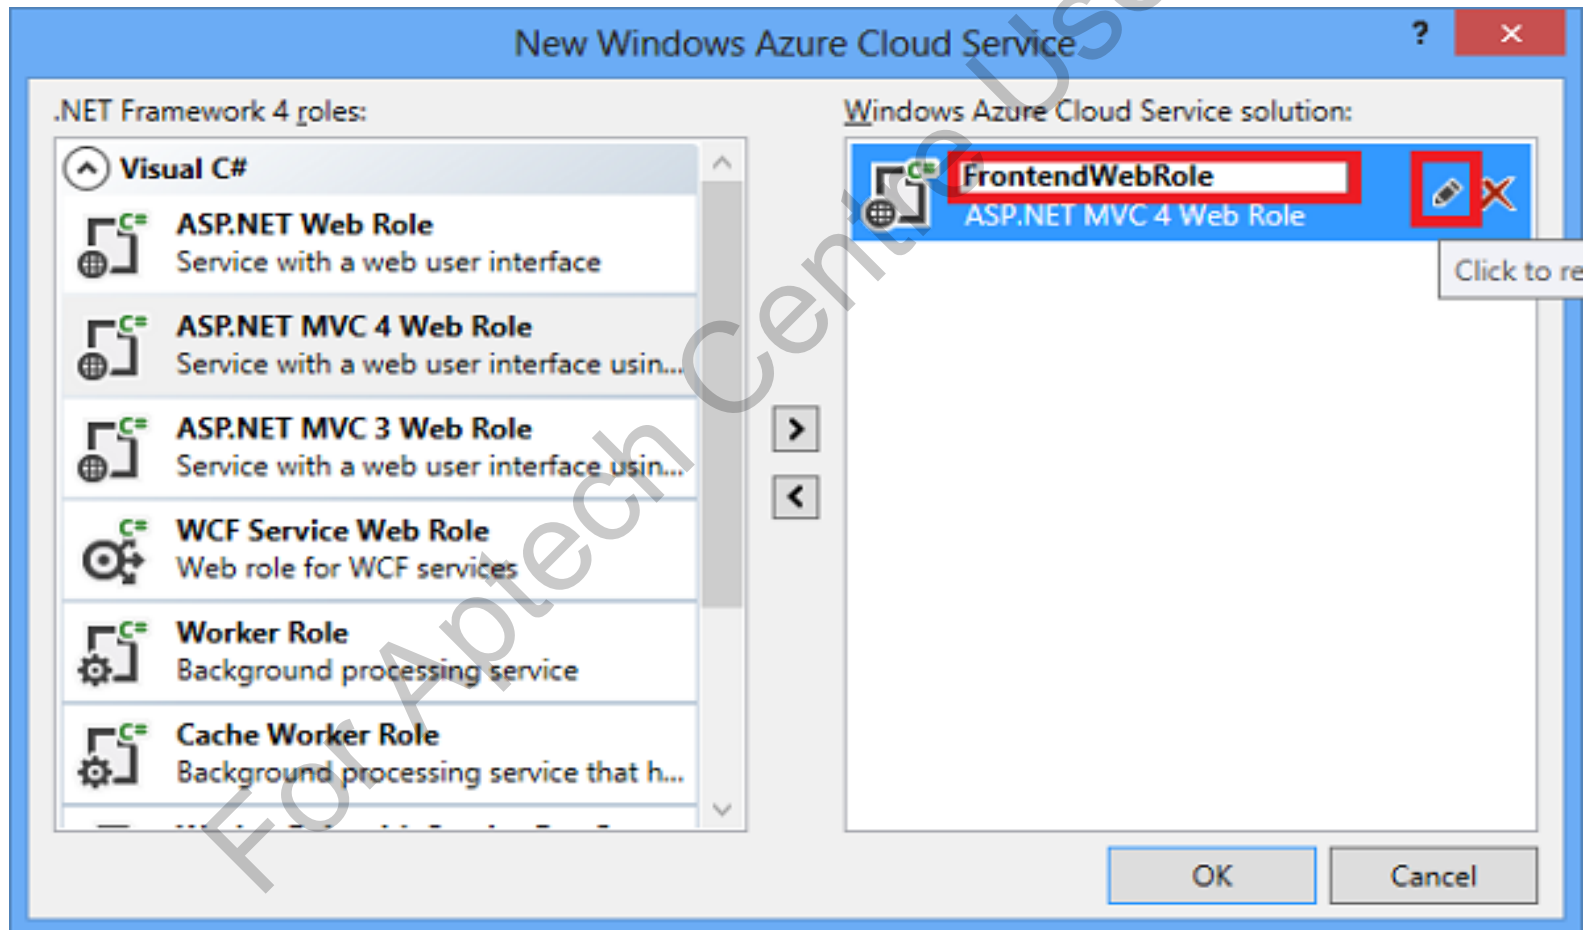 New Windows Azure Cloud Service
?
.NET Framework 4 roles:
Visual C#
ASP.NET Web Role
Service with a web user interface
ASP.NET MVC 4 Web Role
Service with a web user interface usin...
ASP.NET MVC 3 Web Role
Service with a web user interface usin...
WCF Service Web Role
Web role for WCF services
Worker Role
Background processing service
Cache Worker Role
Background processing service that h...
>
<
Windows Azure Cloud Service solution:
FrontendWebRole
ASP.NET MVC 4 Web Role
Click to re
OK
Cancel
For Aptech Centre Us